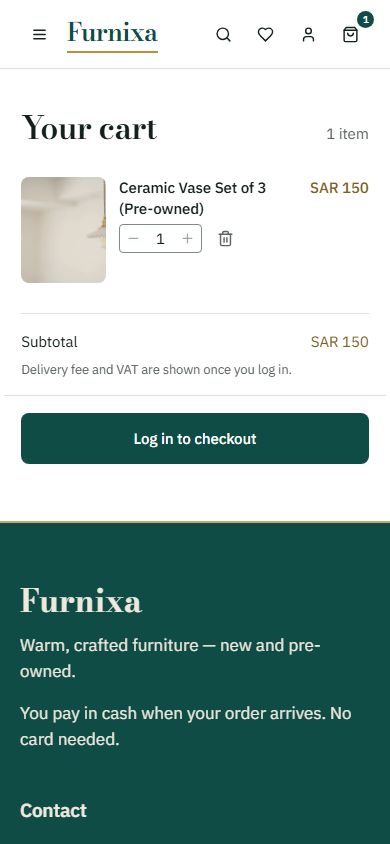 Furnixa
1
Your cart
1 item
Ceramic Vase Set of 3
(Pre-owned)
SAR 150
1
Subtotal
SAR 150
Delivery fee and VAT are shown once you log in.
Log in to checkout
Furnixa
Warm, crafted furniture — new and pre-
owned.
You pay in cash when your order arrives. No
card needed.
Contact